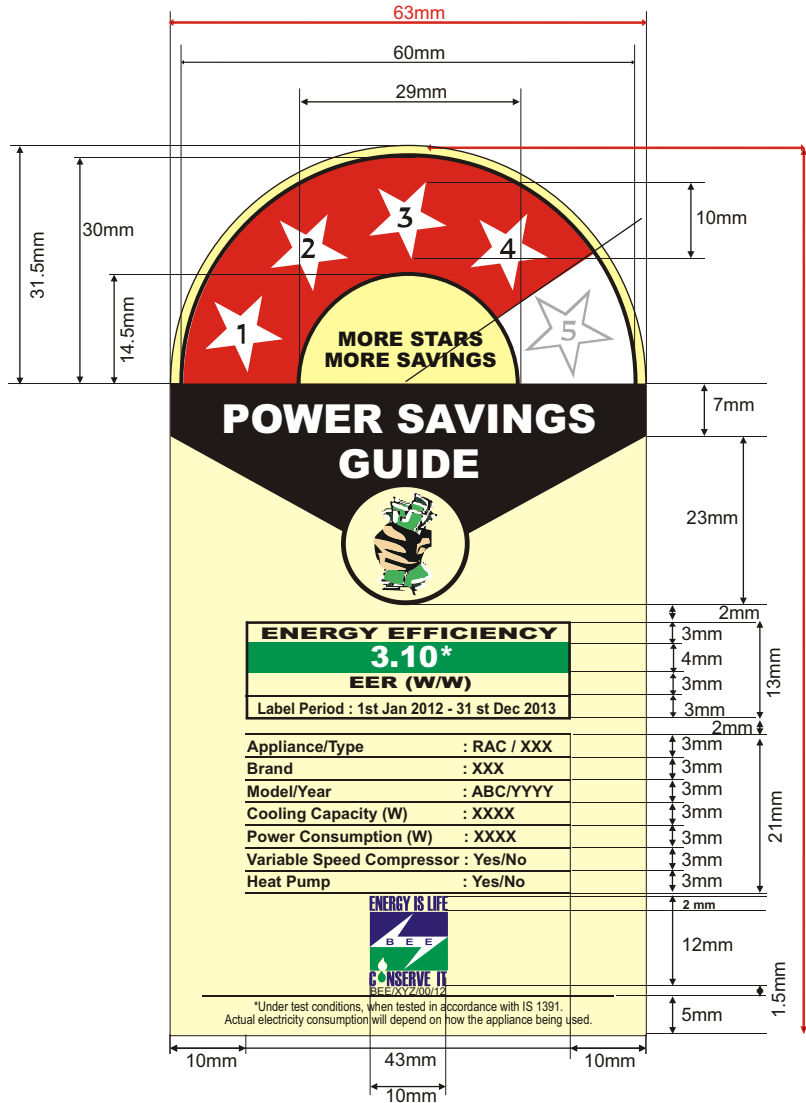 63mm
60mm
29mm
31.5mm
30mm
14.5mm
10mm
1
2
3
4
5
MORE STARS
MORE SAVINGS
POWER SAVINGS
GUIDE
7mm
23mm
2mm
ENERGY EFFICIENCY
3.10*
EER (W/W)
Label Period : 1st Jan 2012 - 31 st Dec 2013
3mm
4mm
3mm
3mm
13mm
2mm
Appliance/Type : RAC / XXX
Brand : XXX
Model/Year : ABC/YYYY
Cooling Capacity (W) : XXXX
Power Consumption (W) : XXXX
Variable Speed Compressor : Yes/No
Heat Pump : Yes/No
3mm
3mm
3mm
3mm
3mm
3mm
3mm
21mm
ENERGY IS LIFE
BEE
CONSERVE IT
BEE/XYZ/00/12
2 mm
12mm
1.5mm
*Under test conditions, when tested in accordance with IS 1391.
Actual electricity consumption will depend on how the appliance being used.
5mm
10mm
43mm
10mm
10mm